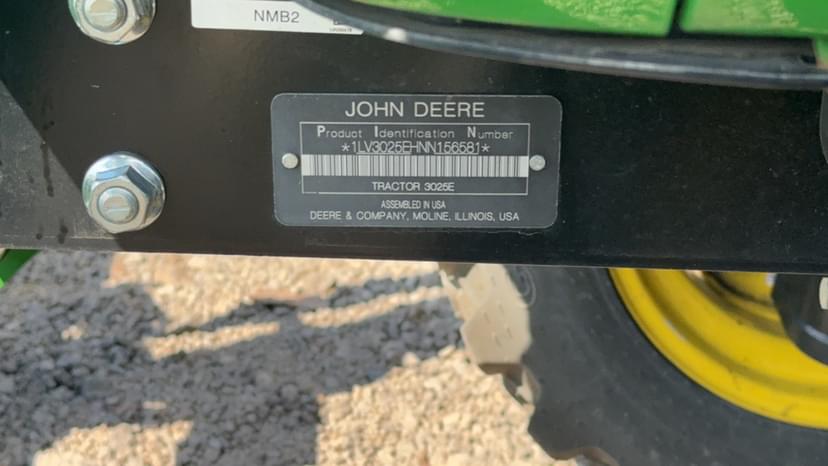 NMB2
JOHN DEERE
Product Identification Number
*1LV3025EHNN156581*
TRACTOR 3025E
ASSEMBLED IN USA
DEERE & COMPANY, MOLINE, ILLINOIS, USA